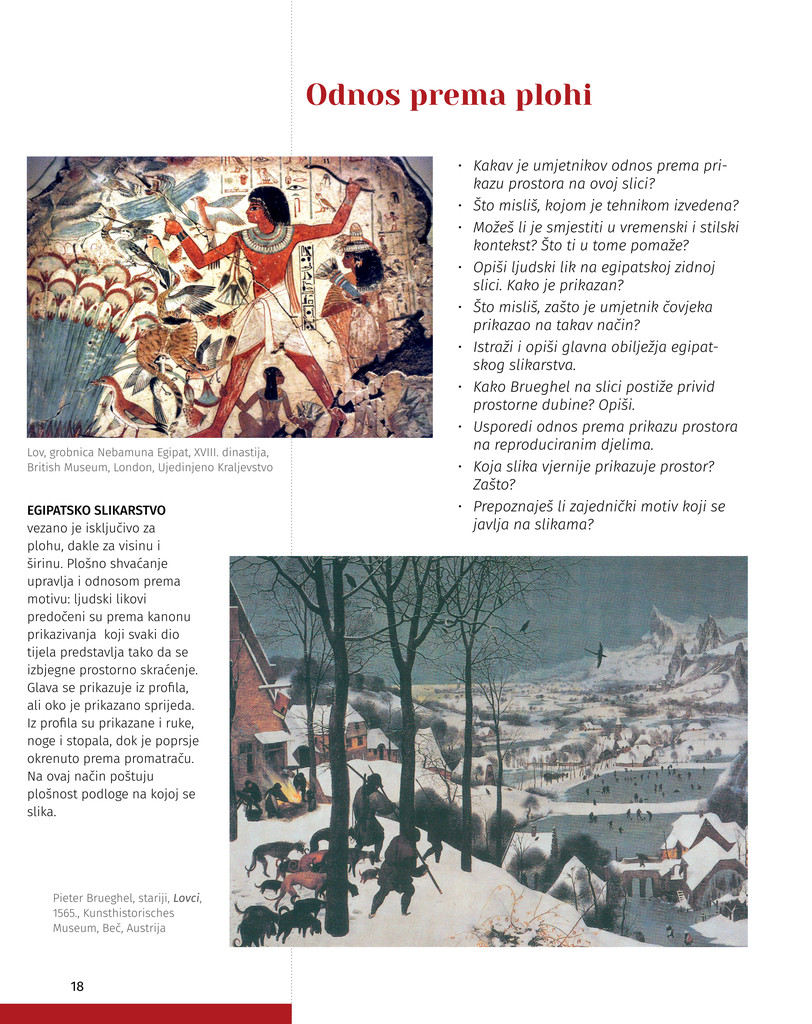 Odnos prema plohi
• Kakav je umjetnikov odnos prema pri-
kazu prostora na ovoj slici?
• Što misliš, kojom je tehnikom izvedena?
• Možeš li je smjestiti u vremenski i stilski
kontekst? Što ti u tome pomaže?
• Opiši ljudski lik na egipatskoj zidnoj
slici. Kako je prikazan?
• Što misliš, zašto je umjetnik čovjeka
prikazao na takav način?
• Istraži i opiši glavna obilježja egipat-
skog slikarstva.
• Kako Brueghel na slici postiže privid
prostorne dubine? Opiši.
• Usporedi odnos prema prikazu prostora
na reproduciranim djelima.
• Koja slika vjernije prikazuje prostor?
Zašto?
• Prepoznaješ li zajednički motiv koji se
javlja na slikama?
Lov, grobnica Nebamuna Egipat, XVIII. dinastija,
British Museum, London, Ujedinjeno Kraljevstvo
EGIPATSKO SLIKARSTVO
vezano je isključivo za
plohu, dakle za visinu i
širinu. Plošno shvaćanje
upravlja i odnosom prema
motivu: ljudski likovi
predočeni su prema kanonu
prikazivanja koji svaki dio
tijela predstavlja tako da se
izbjegne prostorno skraćenje.
Glava se prikazuje iz profila,
ali oko je prikazano sprijeda.
Iz profila su prikazane i ruke,
noge i stopala, dok je poprsje
okrenuto prema promatraču.
Na ovaj način poštuju
plošnost podloge na kojoj se
slika.
Pieter Brueghel, stariji, Lovci,
1565., Kunsthistorisches
Museum, Beč, Austrija
18